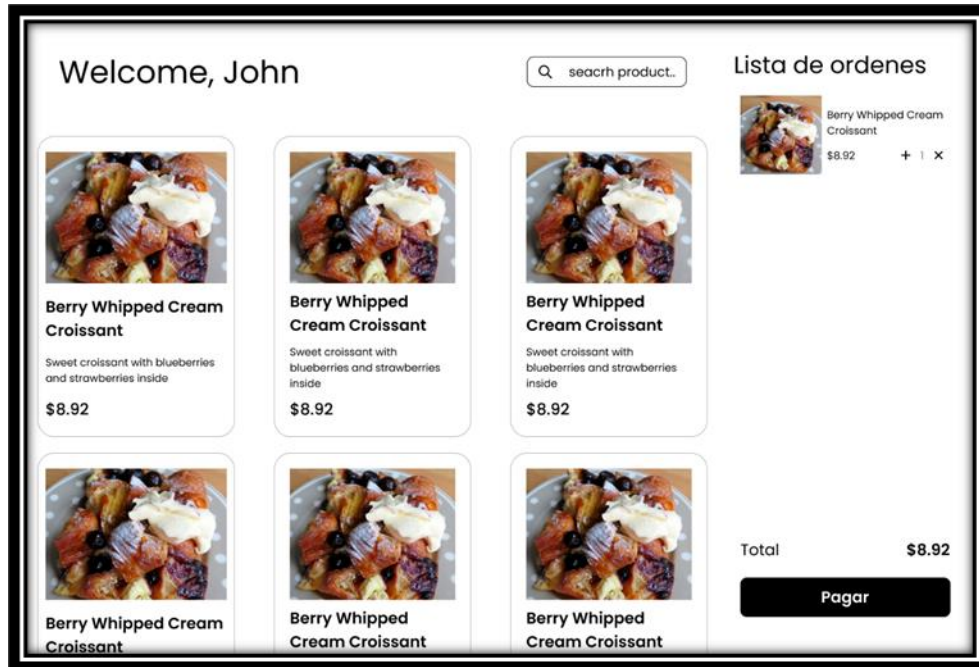 Welcome, John
seacrh product..
Berry Whipped Cream
Croissant
Sweet croissant with blueberries
and strawberries inside
$8.92
Berry Whipped
Cream Croissant
Sweet croissant with
blueberries and strawberries
inside
$8.92
Berry Whipped
Cream Croissant
Sweet croissant with
blueberries and strawberries
inside
$8.92
Berry Whipped Cream
Croissant
Berry Whipped
Cream Croissant
Berry Whipped
Cream Croissant
Lista de ordenes
Berry Whipped Cream
Croissant
$8.92 + 1 ×
Total $8.92
Pagar